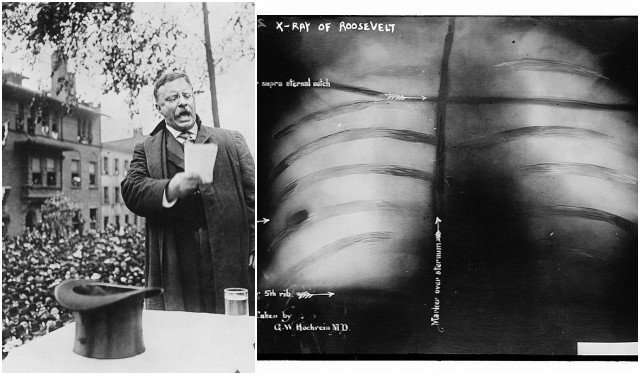 X-RAY OF ROOSEVELT
supra sternal notch
5th rib
Taken by
G.W. Hochrein M.D.
Marker over sternum